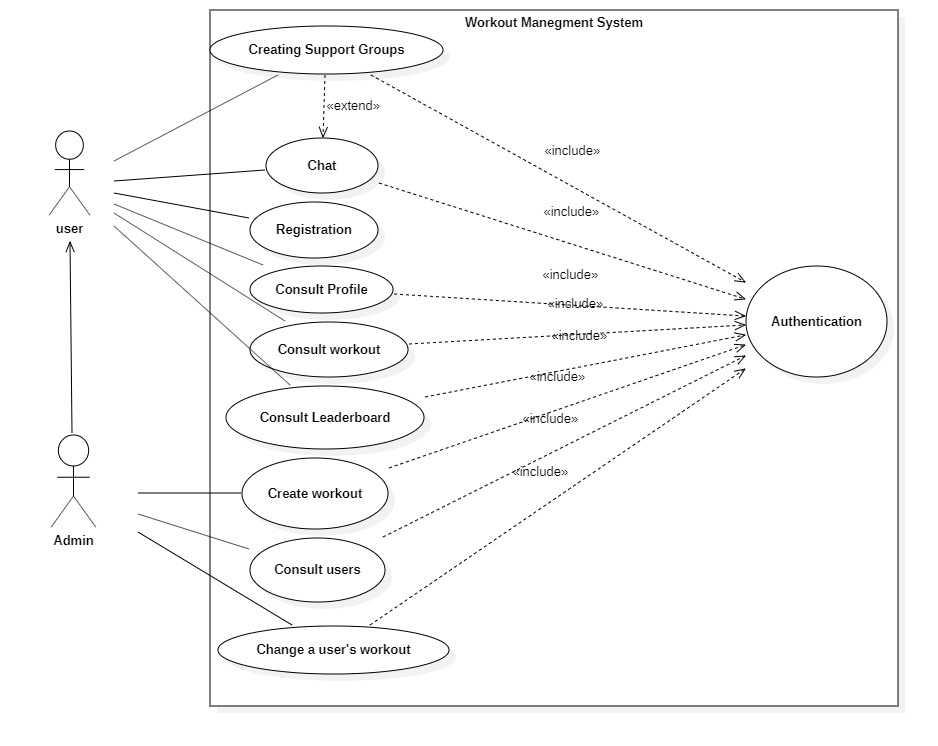 Workout Manegment System
Creating Support Groups
«extend»
«include»
Chat
«include»
user
Registration
«include»
Consult Profile
«include»
«include»
Consult workout
«include»
Consult Leaderboard
«include»
Authentication
«include»
Create workout
Admin
Consult users
Change a user's workout